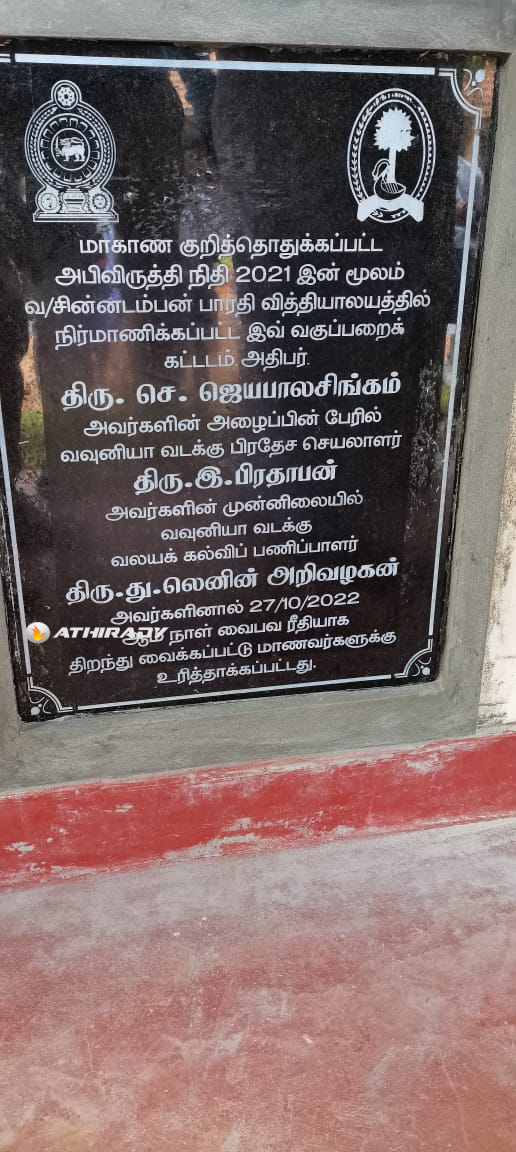 மாகாண குறித்தொதுக்கப்பட்ட
அபிவிருத்தி நிதி 2021 இன் மூலம்
வ/சின்னடம்பன் பாரதி வித்தியாலயத்தில்
நிர்மாணிக்கப்பட்ட இவ் வகுப்பறைக்
கட்டடம் அதிபர்.
திரு. செ. ஜெயபாலசிங்கம்
அவர்களின் அழைப்பின் பேரில்
வவுனியா வடக்கு பிரதேச செயலாளர்
திரு.இ.பிரதாபன்
அவர்களின் முன்னிலையில்
வவுனியா வடக்கு
வலயக் கல்விப் பணிப்பாளர்
திரு.து.லெனின் அறிவழகன்
அவர்களினால் 27/10/2022
ATHIRADY
ஆம் நாள் வைபவ ரீதியாக
திறந்து வைக்கப்பட்டு மாணவர்களுக்கு
உரித்தாக்கப்பட்டது.